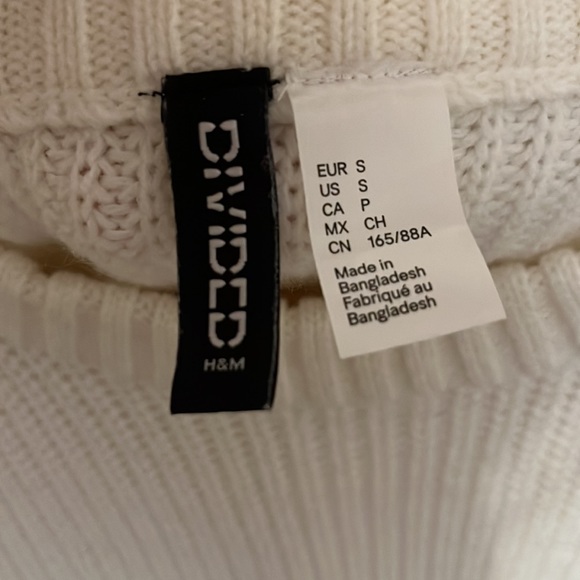 DIVIDED
H&M
EUR S
US S
CA P
MX CH
CN 165/88A
Made in
Bangladesh
Fabriqué au
Bangladesh